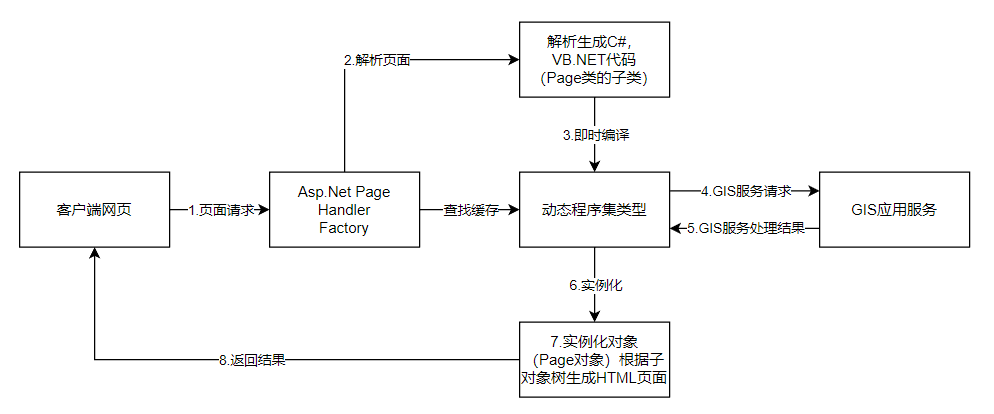 解析生成C#，
VB.NET代码
（Page类的子类）
2.解析页面
3.即时编译
客户端网页
1.页面请求
Asp.Net Page
Handler
Factory
查找缓存
动态程序集类型
4.GIS服务请求
5.GIS服务处理结果
GIS应用服务
6.实例化
7.实例化对象
（Page对象）根据子
对象树生成HTML页面
8.返回结果